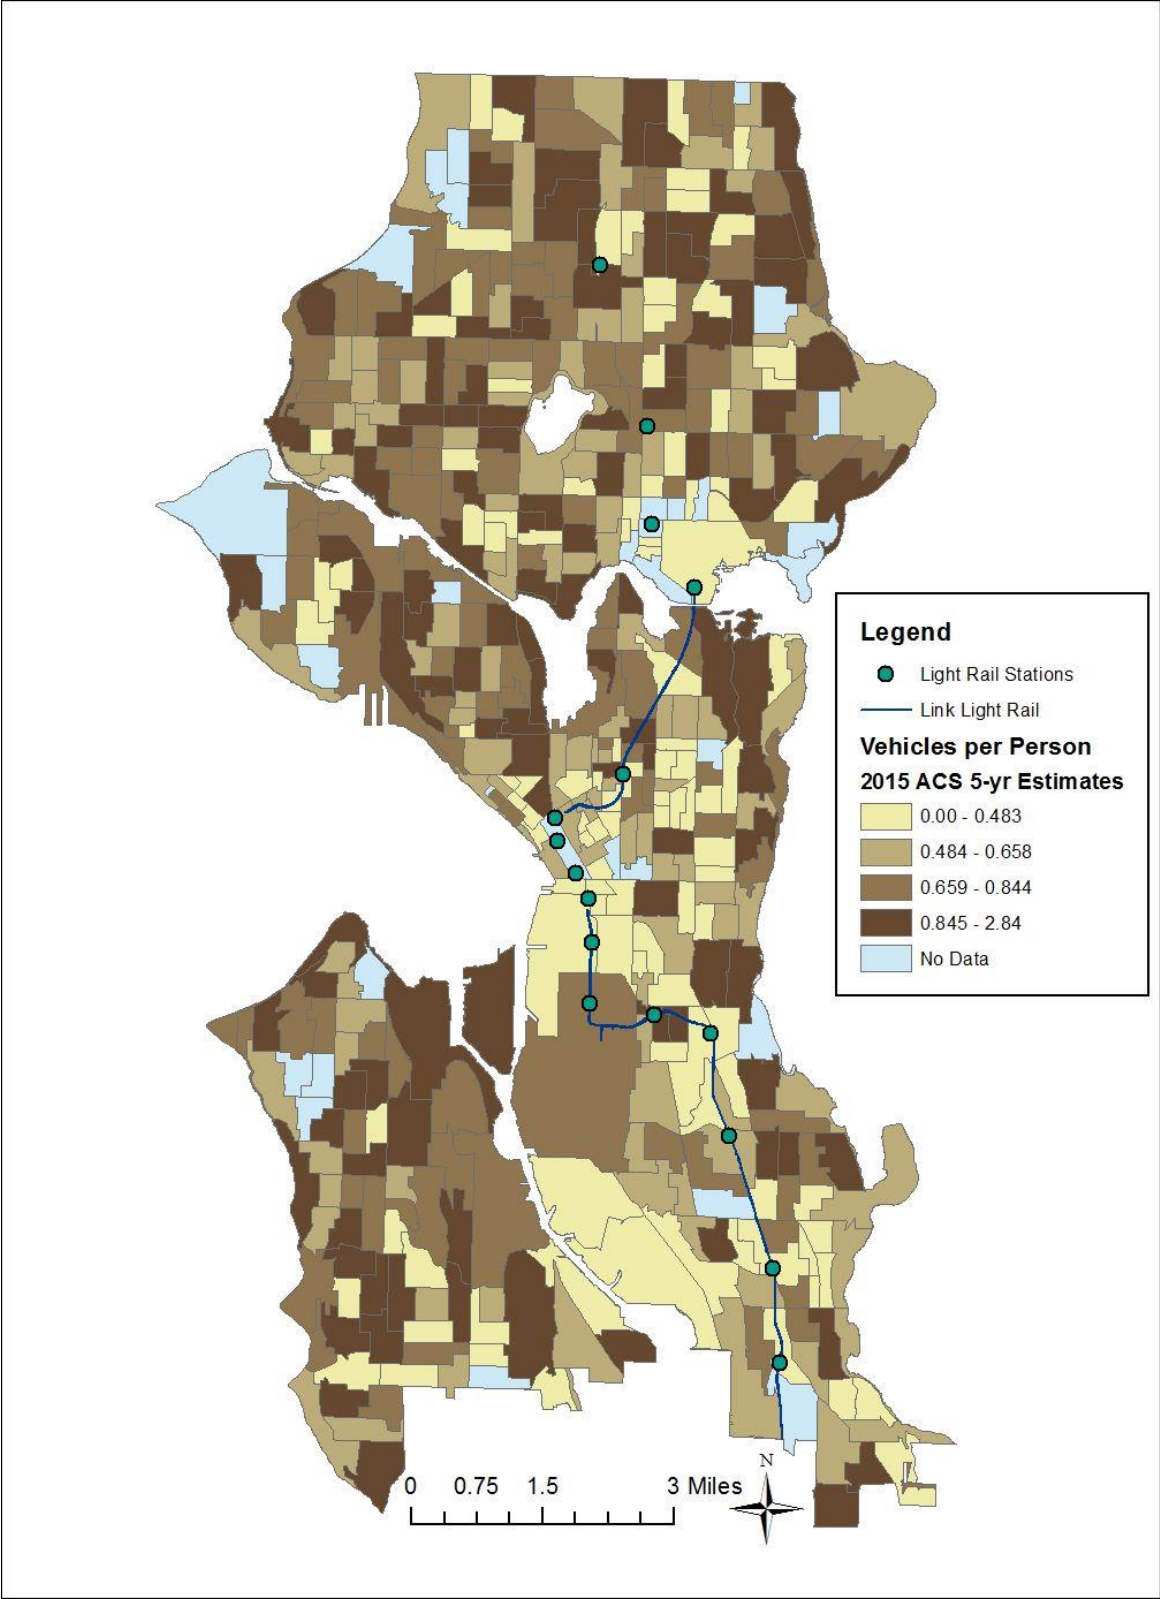 Legend
Light Rail Stations
Link Light Rail
Vehicles per Person
2015 ACS 5-yr Estimates
0.00 - 0.483
0.484 - 0.658
0.659 - 0.844
0.845 - 2.84
No Data
N
0 0.75 1.5 3 Miles